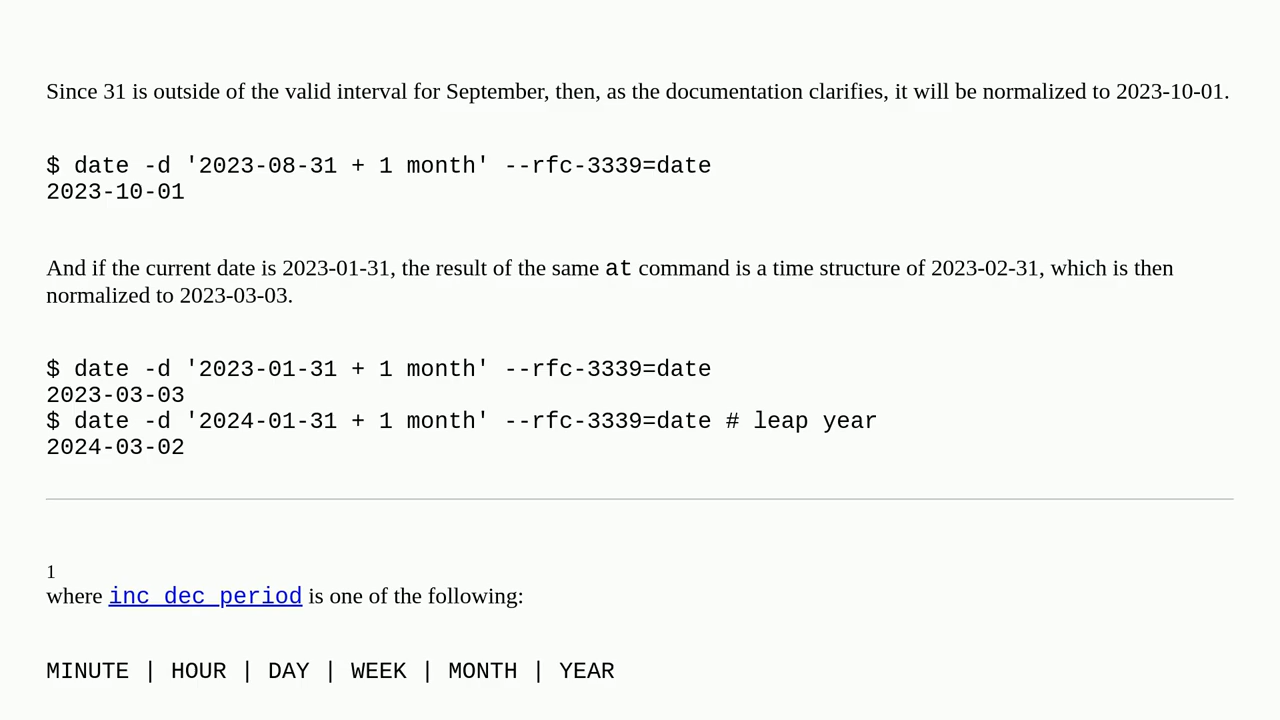 Since 31 is outside of the valid interval for September, then, as the documentation clarifies, it will be normalized to 2023-10-01.
$ date -d '2023-08-31 + 1 month' --rfc-3339=date
2023-10-01
And if the current date is 2023-01-31, the result of the same at command is a time structure of 2023-02-31, which is then
normalized to 2023-03-03.
$ date -d '2023-01-31 + 1 month' --rfc-3339=date
2023-03-03
$ date -d '2024-01-31 + 1 month' --rfc-3339=date # leap year
2024-03-02
1
where inc_dec_period is one of the following:
MINUTE | HOUR | DAY | WEEK | MONTH | YEAR